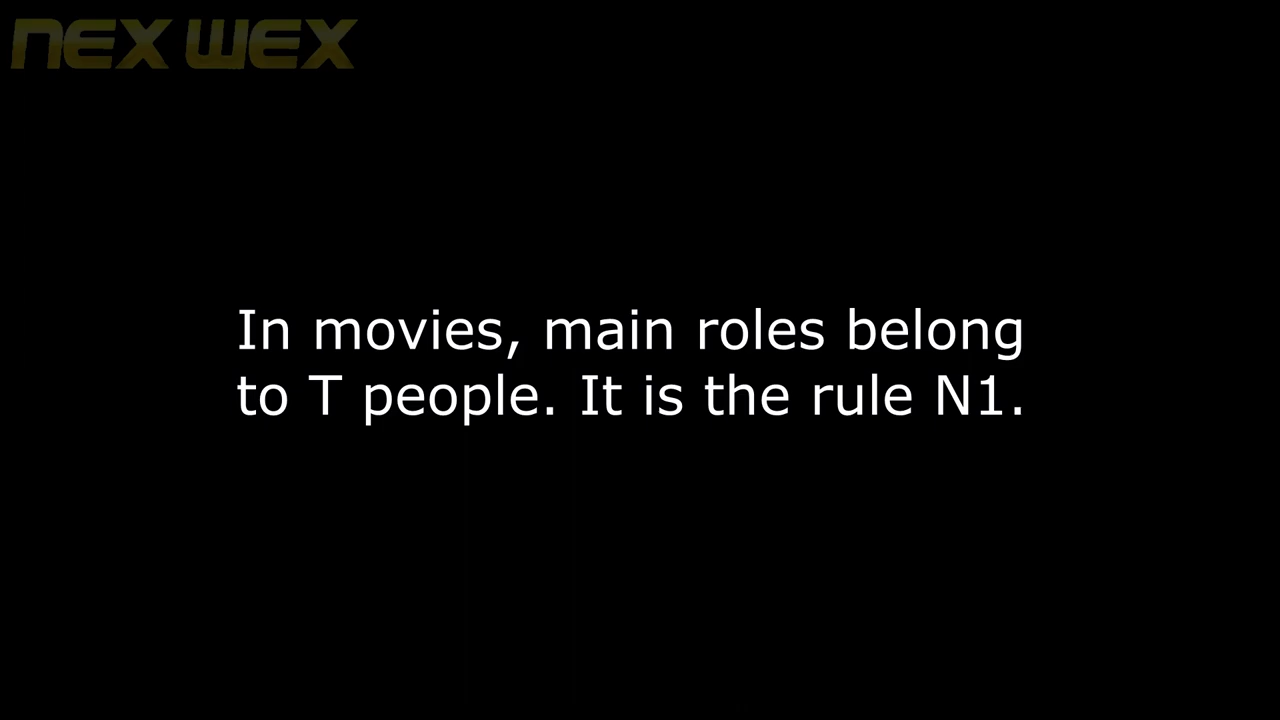 NEX WEX
In movies, main roles belong
to T people. It is the rule N1.